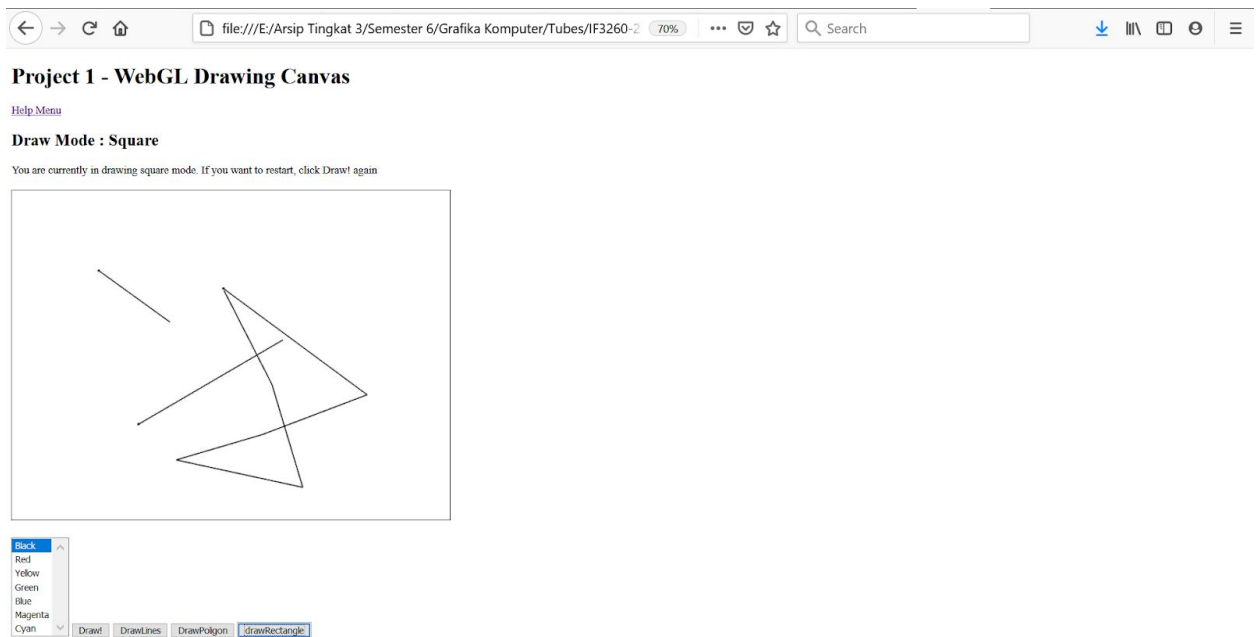 file:///E:/Arsip Tingkat 3/Semester 6/Grafika Komputer/Tubes/IF3260-2 70% Search
Project 1 - WebGL Drawing Canvas
Help Menu
Draw Mode : Square
You are currently in drawing square mode. If you want to restart, click Draw! again
Black
Red
Yellow
Green
Blue
Magenta
Cyan
Draw! DrawLines DrawPoligon drawRectangle